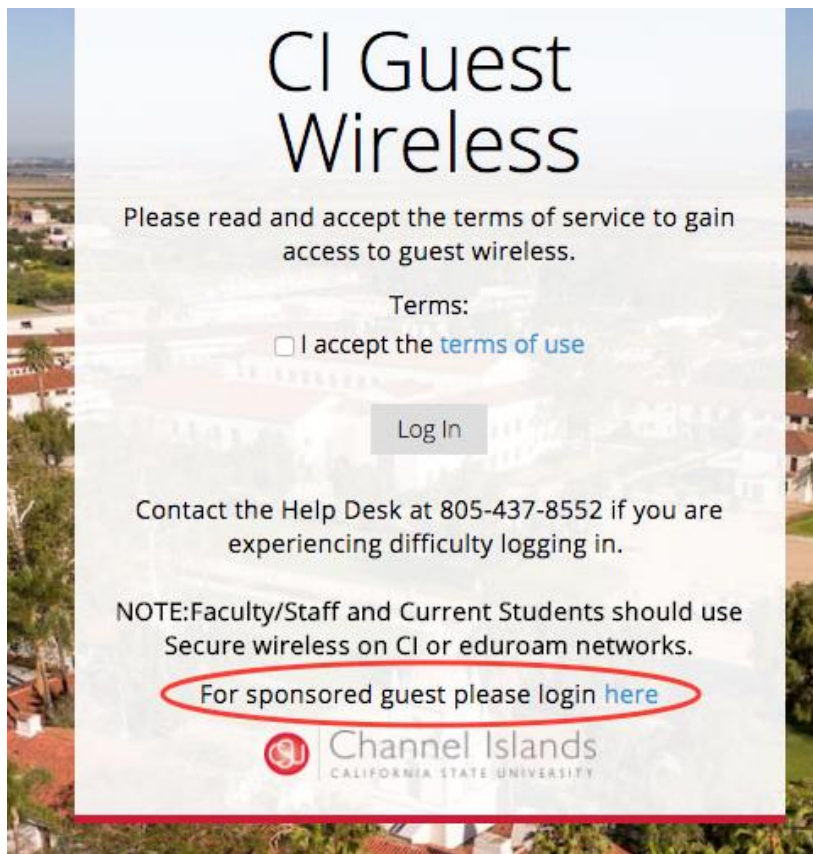 CI Guest
Wireless
Please read and accept the terms of service to gain
access to guest wireless.
Terms:
I accept the terms of use
Log In
Contact the Help Desk at 805-437-8552 if you are
experiencing difficulty logging in.
NOTE:Faculty/Staff and Current Students should use
Secure wireless on CI or eduroam networks.
For sponsored guest please login here
CSU Channel Islands
CALIFORNIA STATE UNIVERSITY